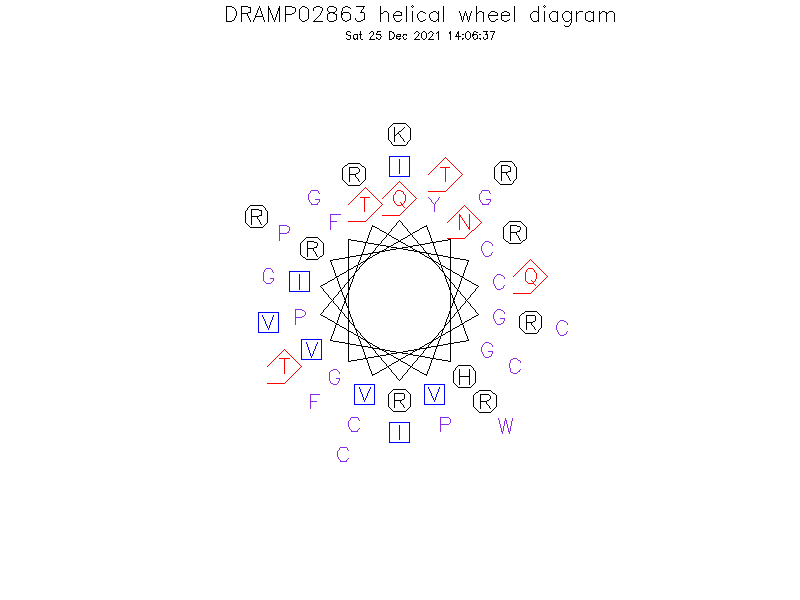 DRAMP02863 helical wheel diagram
Sat 25 Dec 2021 14:06:37
K
I
R T R
G T Q Y G
R F N
P R C R
G I C Q
V P G R C
V G
T G H C
F V R V R
C I P W
C